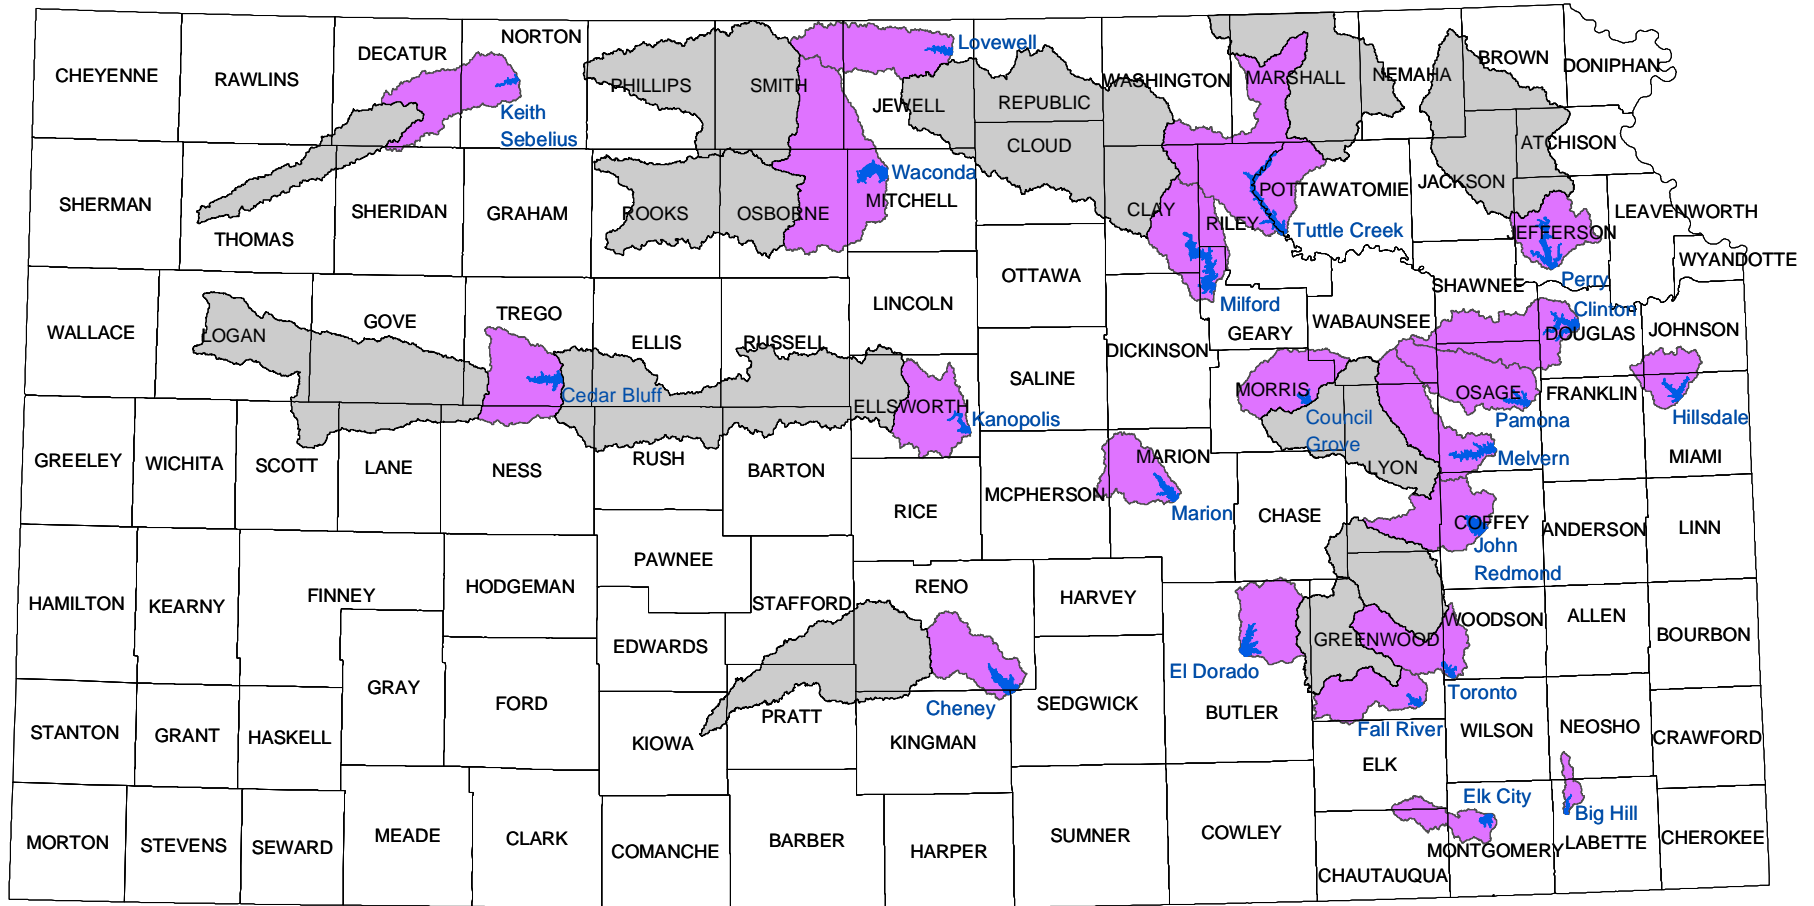 NORTON
DECATUR
CHEYENNE
RAWLINS
Keith
Sebelius
PHILLIPS
SMITH
Lovewell
JEWELL
REPUBLIC
WASHINGTON
MARSHALL
NEMAHA
BROWN
DONIPHAN
CLOUD
ATCHISON
SHERMAN
THOMAS
SHERIDAN
GRAHAM
ROOKS
OSBORNE
Waconda
MITCHELL
CLAY
RILEY
POTTAWATOMIE
Tuttle Creek
JACKSON
JEFFERSON
LEAVENWORTH
WYANDOTTE
Perry
OTTAWA
LINCOLN
Milford
GEARY
WABAUNSEE
SHAWNEE
Clinton
DOUGLAS
JOHNSON
WALLACE
LOGAN
GOVE
TREGO
ELLIS
RUSSELL
Cedar Bluff
ELLSWORTH
Kanopolis
SALINE
DICKINSON
MORRIS
Council
Grove
OSAGE
Pamona
FRANKLIN
Hillsdale
GREELEY
WICHITA
SCOTT
LANE
NESS
RUSH
BARTON
RICE
MCPHERSON
MARION
Marion
CHASE
LYON
Melvern
MIAMI
COFFEY
John
Redmond
ANDERSON
LINN
HAMILTON
KEARNY
FINNEY
HODGEMAN
PAWNEE
STAFFORD
RENO
HARVEY
EDWARDS
GRAY
FORD
El Dorado
GREENWOOD
WOODSON
Toronto
ALLEN
BOURBON
STANTON
GRANT
HASKELL
KIOWA
PRATT
Cheney
KINGMAN
SEDGWICK
BUTLER
Fall River
WILSON
NEOSHO
CRAWFORD
ELK
MORTON
STEVENS
SEWARD
MEADE
CLARK
COMANCHE
BARBER
HARPER
SUMNER
COWLEY
CHAUTAUQUA
Elk City
MONTGOMERY
Big Hill
LABETTE
CHEROKEE